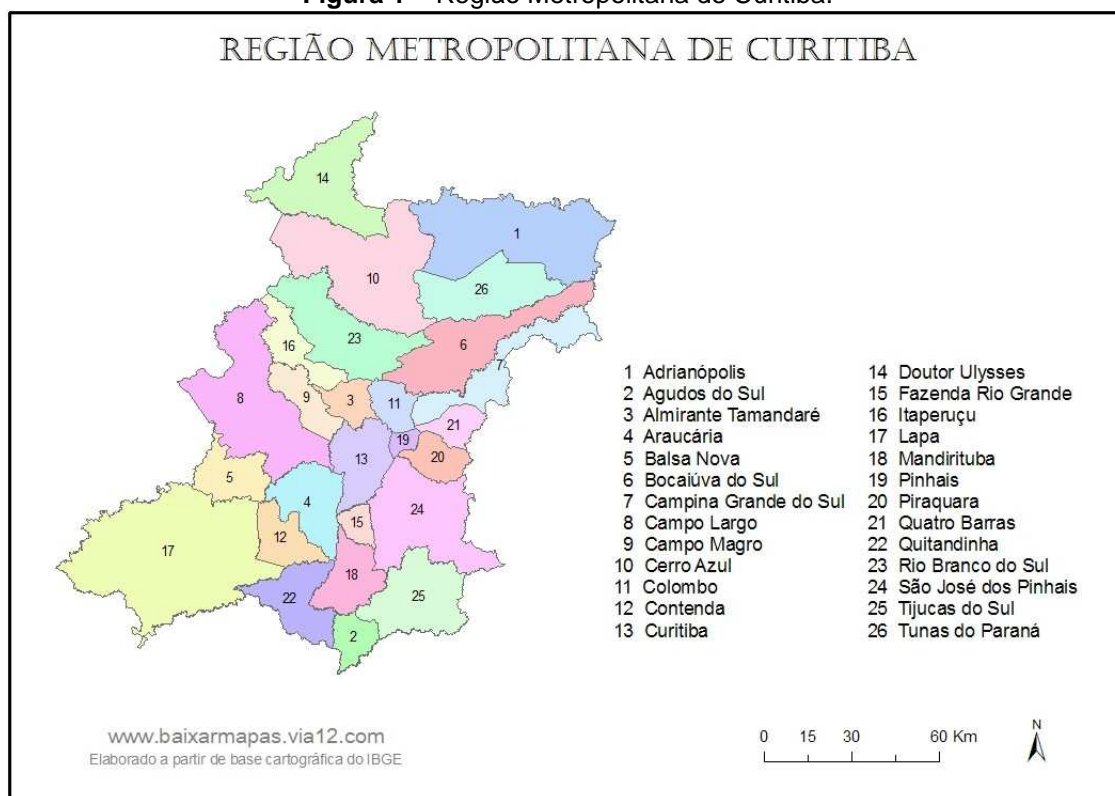 Figura 1 – Região Metropolitana de Curitiba.
REGIÃO METROPOLITANA DE CURITIBA
14
1
10
26
23
6
16
7
8
9
3
11
21
19
13
20
5
4
24
15
12
17
18
22
25
2
1 Adrianópolis
2 Agudos do Sul
3 Almirante Tamandaré
4 Araucária
5 Balsa Nova
6 Bocaiúva do Sul
7 Campina Grande do Sul
8 Campo Largo
9 Campo Magro
10 Cerro Azul
11 Colombo
12 Contenda
13 Curitiba
14 Doutor Ulysses
15 Fazenda Rio Grande
16 Itaperuçu
17 Lapa
18 Mandirituba
19 Pinhais
20 Piraquara
21 Quatro Barras
22 Quitandinha
23 Rio Branco do Sul
24 São José dos Pinhais
25 Tijucas do Sul
26 Tunas do Paraná
www.baixarmapas.via12.com
Elaborado a partir de base cartográfica do IBGE
0 15 30 60 Km
N